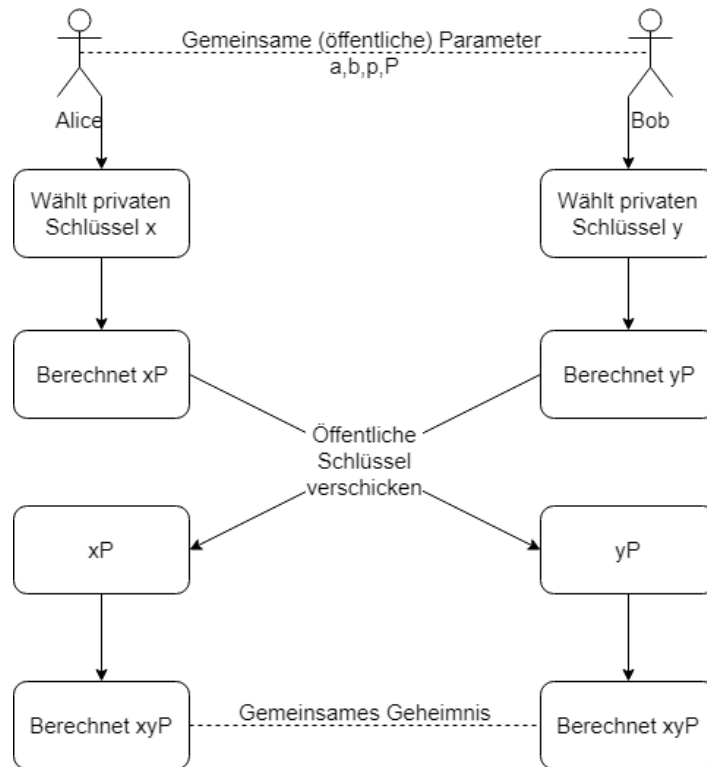 Gemeinsame (öffentliche) Parameter
a,b,p,P
Alice
Bob
Wählt privaten
Schlüssel x
Wählt privaten
Schlüssel y
Berechnet xP
Berechnet yP
Öffentliche
Schlüssel
verschicken
xP
yP
Berechnet xyP
Gemeinsames Geheimnis
Berechnet xyP